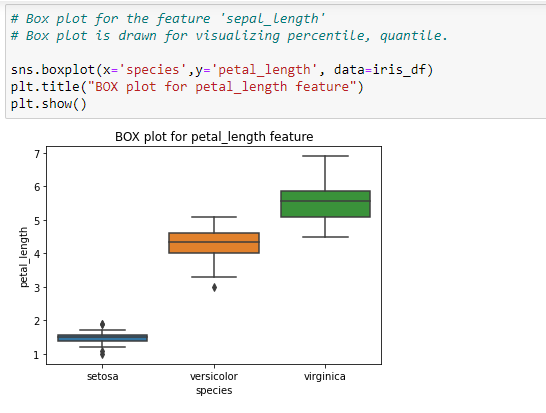 # Box plot for the feature 'sepal_length'
# Box plot is drawn for visualizing percentile, quantile.
sns.boxplot(x='species',y='petal_length', data=iris_df)
plt.title("BOX plot for petal_length feature")
plt.show()
BOX plot for petal_length feature
7
6
5
4
3
2
1
petal_length
setosa versicolor virginica
species